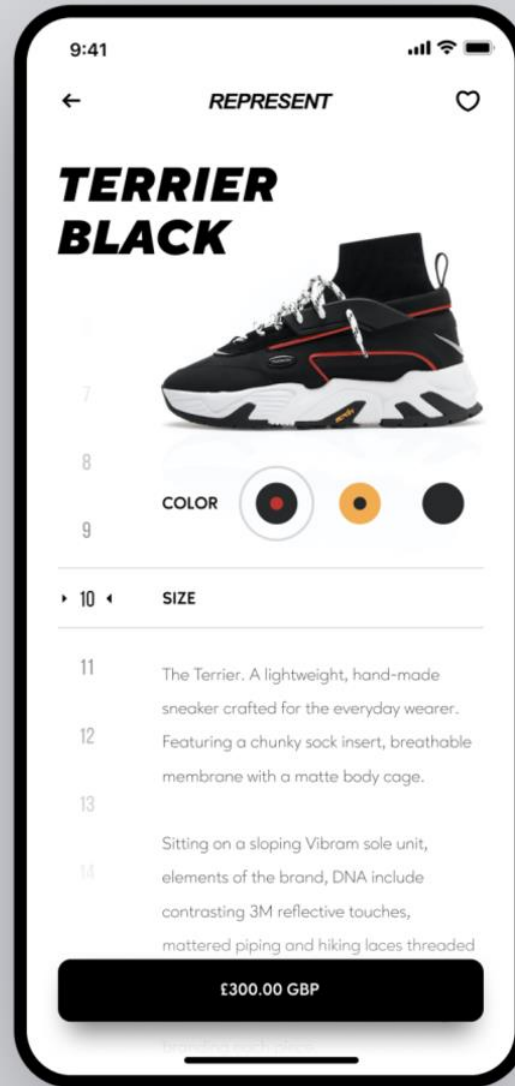 9:41
REPRESENT
TERRIER
BLACK
7
8
COLOR
9
10 SIZE
11
The Terrier. A lightweight, hand-made
sneaker crafted for the everyday wearer.
Featuring a chunky sock insert, breathable
12
membrane with a matte body cage.
13
Sitting on a sloping Vibram sole unit,
14
elements of the brand, DNA include
contrasting 3M reflective touches,
mattered piping and hiking laces threaded
£300.00 GBP
branding each piece.